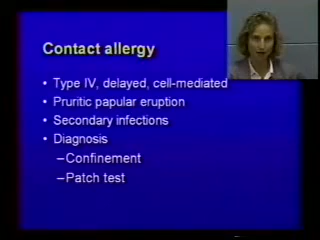 Contact allergy
• Type IV, delayed, cell-mediated
• Pruritic papular eruption
• Secondary infections
• Diagnosis
–Confinement
–Patch test